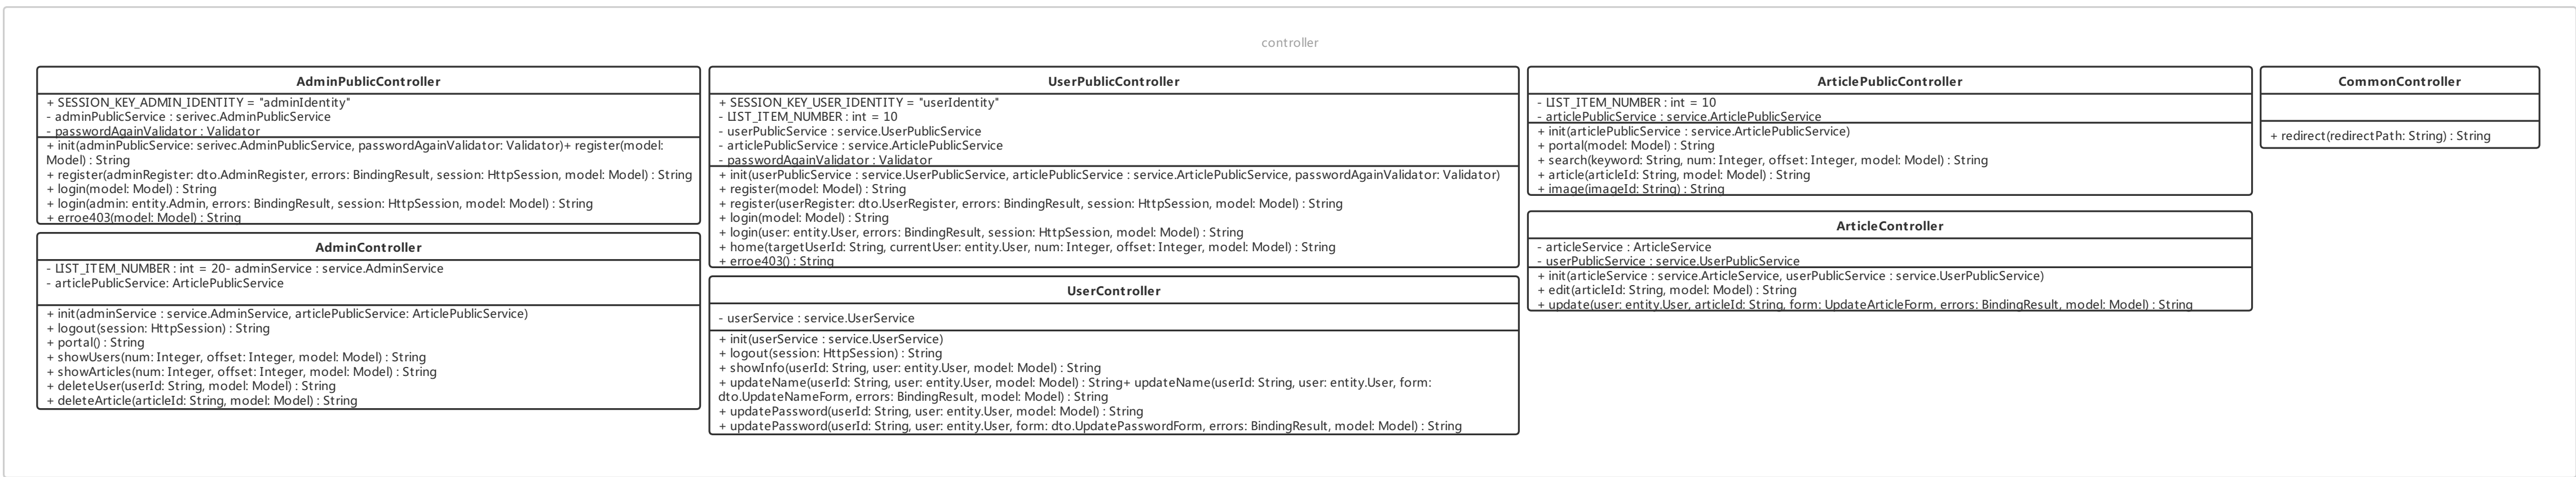 controller
AdminPublicController
+ SESSION_KEY_ADMIN_IDENTITY = "adminIdentity"
- adminPublicService : serivec.AdminPublicService
- passwordAgainValidator : Validator
+ init(adminPublicService: serivec.AdminPublicService, passwordAgainValidator: Validator)+ register(model:
Model) : String
+ register(adminRegister: dto.AdminRegister, errors: BindingResult, session: HttpSession, model: Model) : String
+ login(model: Model) : String
+ login(admin: entity.Admin, errors: BindingResult, session: HttpSession, model: Model) : String
+ erroe403(model: Model) : String
AdminController
- LIST_ITEM_NUMBER : int = 20- adminService : service.AdminService
- articlePublicService: ArticlePublicService
+ init(adminService : service.AdminService, articlePublicService: ArticlePublicService)
+ logout(session: HttpSession) : String
+ portal() : String
+ showUsers(num: Integer, offset: Integer, model: Model) : String
+ showArticles(num: Integer, offset: Integer, model: Model) : String
+ deleteUser(userId: String, model: Model) : String
+ deleteArticle(articleId: String, model: Model) : String
UserPublicController
+ SESSION_KEY_USER_IDENTITY = "userIdentity"
- LIST_ITEM_NUMBER : int = 10
- userPublicService : service.UserPublicService
- articlePublicService : service.ArticlePublicService
- passwordAgainValidator : Validator
+ init(userPublicService : service.UserPublicService, articlePublicService : service.ArticlePublicService, passwordAgainValidator: Validator)
+ register(model: Model) : String
+ register(userRegister: dto.UserRegister, errors: BindingResult, session: HttpSession, model: Model) : String
+ login(model: Model) : String
+ login(user: entity.User, errors: BindingResult, session: HttpSession, model: Model) : String
+ home(targetUserId: String, currentUser: entity.User, num: Integer, offset: Integer, model: Model) : String
+ erroe403() : String
UserController
- userService : service.UserService
+ init(userService : service.UserService)
+ logout(session: HttpSession) : String
+ showInfo(userId: String, user: entity.User, model: Model) : String
+ updateName(userId: String, user: entity.User, model: Model) : String+ updateName(userId: String, user: entity.User, form:
dto.UpdateNameForm, errors: BindingResult, model: Model) : String
+ updatePassword(userId: String, user: entity.User, model: Model) : String
+ updatePassword(userId: String, user: entity.User, form: dto.UpdatePasswordForm, errors: BindingResult, model: Model) : String
ArticlePublicController
- LIST_ITEM_NUMBER : int = 10
- articlePublicService : service.ArticlePublicService
+ init(articlePublicService : service.ArticlePublicService)
+ portal(model: Model) : String
+ search(keyword: String, num: Integer, offset: Integer, model: Model) : String
+ article(articleId: String, model: Model) : String
+ image(imageId: String) : String
ArticleController
- articleService : ArticleService
- userPublicService : service.UserPublicService
+ init(articleService : service.ArticleService, userPublicService : service.UserPublicService)
+ edit(articleId: String, model: Model) : String
+ update(user: entity.User, articleId: String, form: UpdateArticleForm, errors: BindingResult, model: Model) : String
CommonController
+ redirect(redirectPath: String) : String